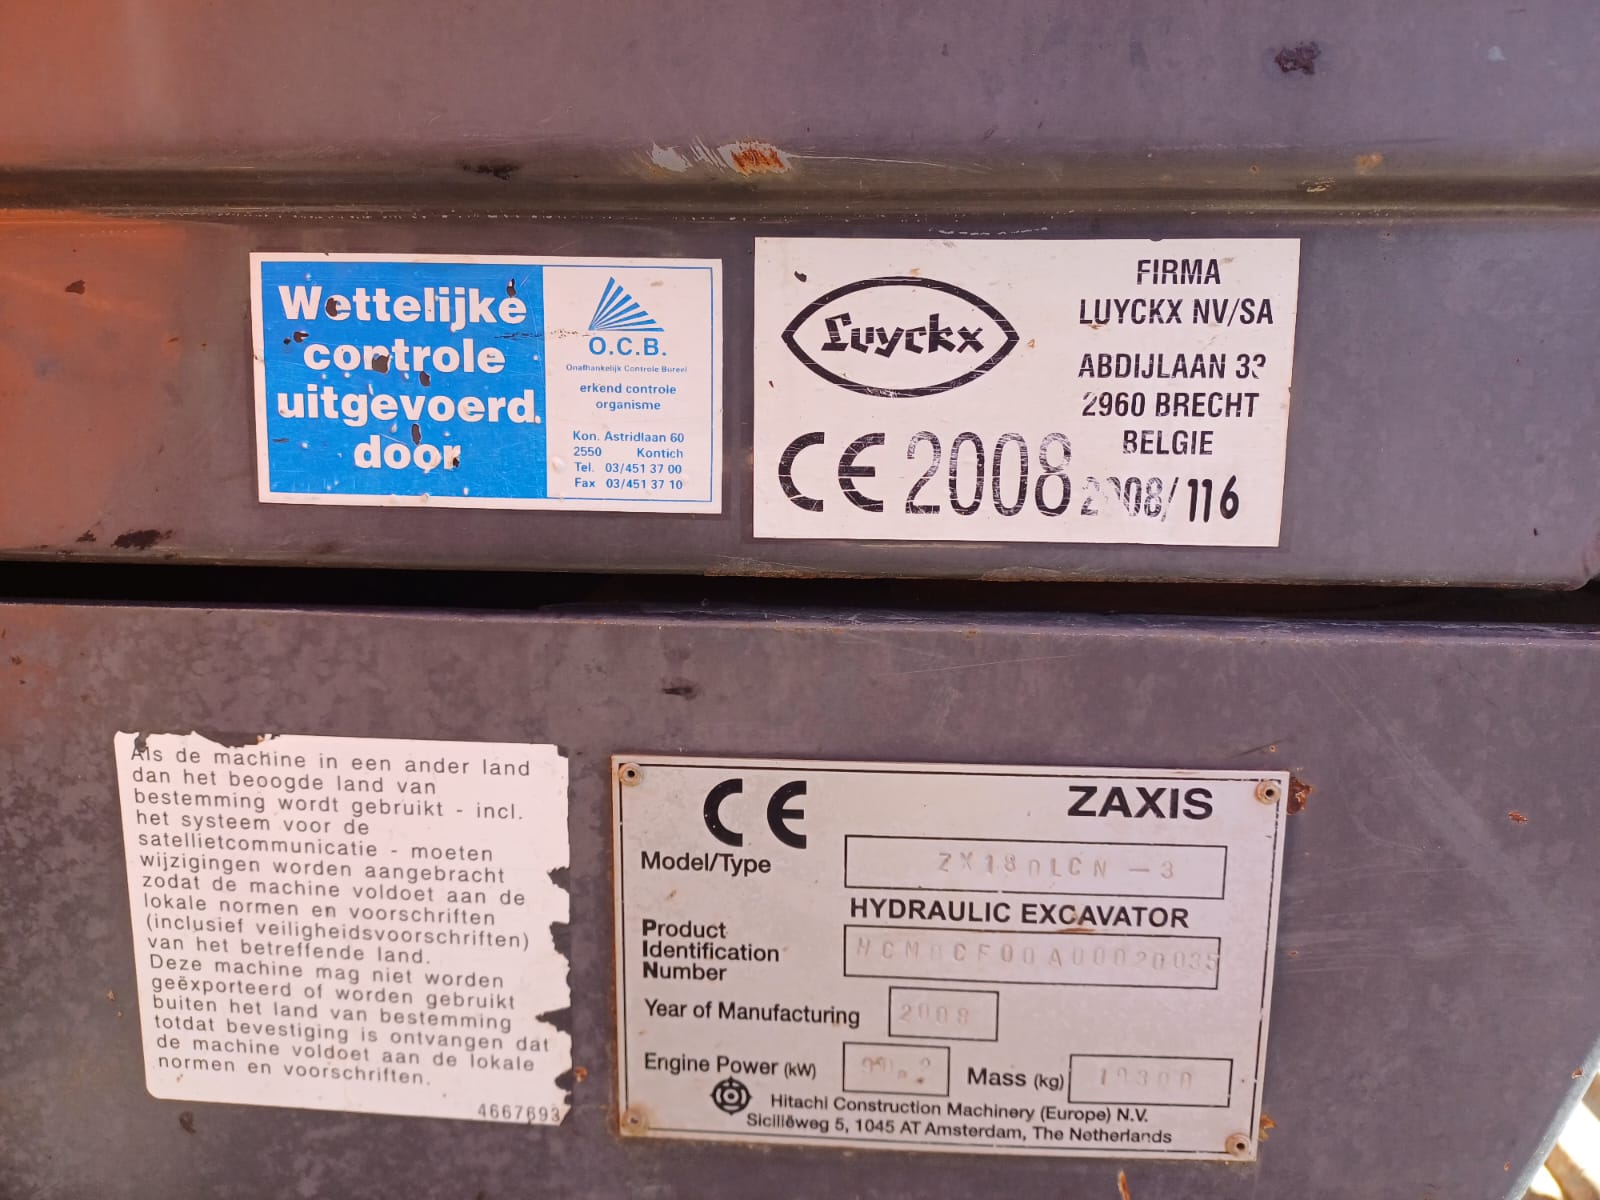 Wettelijke
controle
uitgevoerd
door
O.C.B.
Onafhankelijk Controle Bureel
erkend controle
organisme
Kon. Astridlaan 60
2550 Kontich
Tel. 03/451 37 00
Fax 03/451 37 10
Luyckx
CE 2008
FIRMA
LUYCKX NV/SA
ABDIJLAAN 33
2960 BRECHT
BELGIE
2008/116
Als de machine in een ander land
dan het beoogde land van
bestemming wordt gebruikt - incl.
het systeem voor de
satellietcommunicatie - moeten
wijzigingen worden aangebracht
zodat de machine voldoet aan de
lokale normen en voorschriften
(inclusief veiligheidsvoorschriften)
van het betreffende land.
Deze machine mag niet worden
geëxporteerd of worden gebruikt
buiten het land van bestemming
totdat bevestiging is ontvangen dat
de machine voldoet aan de lokale
normen en voorschriften.
4667693
CE ZAXIS
Model/Type ZX180LCN-3
HYDRAULIC EXCAVATOR
Product
Identification
Number
Year of Manufacturing 2008
Engine Power (kW)
Mass (kg)
Hitachi Construction Machinery (Europe) N.V.
Siciliëweg 5, 1045 AT Amsterdam, The Netherlands